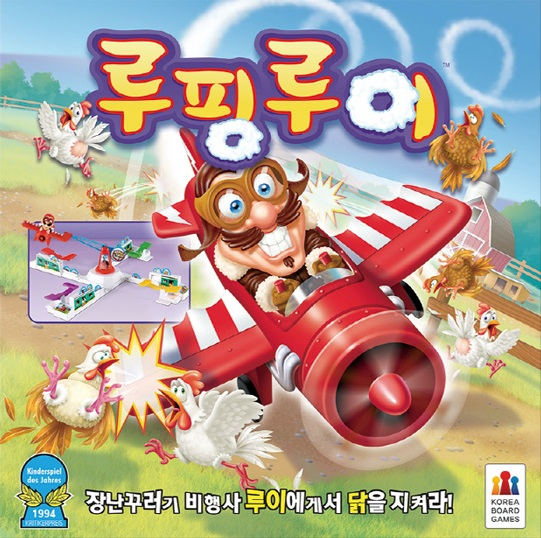 루핑루이
TM
Kinderspiel
des Jahres
1994
KRITIKERPREIS
장난꾸러기 비행사 루이에게서 닭을 지켜라!
KOREA
BOARD
GAMES